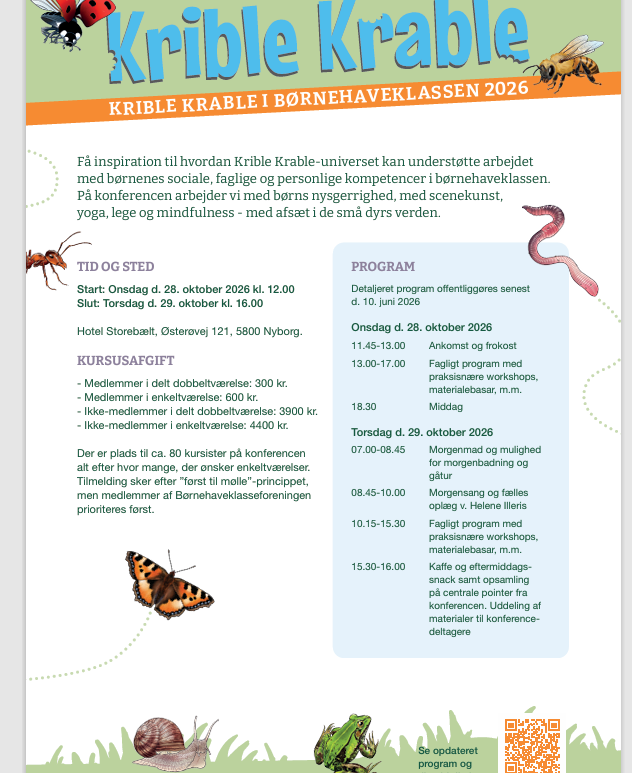 Krible Krable
KRIBLE KRABLE I BØRNEHAVEKLASSEN 2026
Få inspiration til hvordan Krible Krable-universet kan understøtte arbejdet
med børnenes sociale, faglige og personlige kompetencer i børnehaveklassen.
På konferencen arbejder vi med børns nysgerrighed, med scenekunst,
yoga, lege og mindfulness - med afsæt i de små dyrs verden.
TID OG STED
Start: Onsdag d. 28. oktober 2026 kl. 12.00
Slut: Torsdag d. 29. oktober kl. 16.00
Hotel Storebælt, Østerøvej 121, 5800 Nyborg.
KURSUSAFGIFT
- Medlemmer i delt dobbeltværelse: 300 kr.
- Medlemmer i enkeltværelse: 600 kr.
- Ikke-medlemmer i delt dobbeltværelse: 3900 kr.
- Ikke-medlemmer i enkeltværelse: 4400 kr.
Der er plads til ca. 80 kursister på konferencen
alt efter hvor mange, der ønsker enkeltværelser.
Tilmelding sker efter "først til mølle"-princippet,
men medlemmer af Børnehaveklasseforeningen
prioriteres først.
PROGRAM
Detaljeret program offentliggøres senest
d. 10. juni 2026
Onsdag d. 28. oktober 2026
11.45-13.00 Ankomst og frokost
13.00-17.00 Fagligt program med
praksisnære workshops,
materialebasar, m.m.
18.30 Middag
Torsdag d. 29. oktober 2026
07.00-08.45 Morgenmad og mulighed
for morgenbadning og
gåtur
08.45-10.00 Morgensang og fælles
oplæg v. Helene Illeris
10.15-15.30 Fagligt program med
praksisnære workshops,
materialebasar, m.m.
15.30-16.00 Kaffe og eftermiddags-
snack samt opsamling
på centrale pointer fra
konferencen. Uddeling af
materialer til konference-
deltagere
Se opdateret
program og